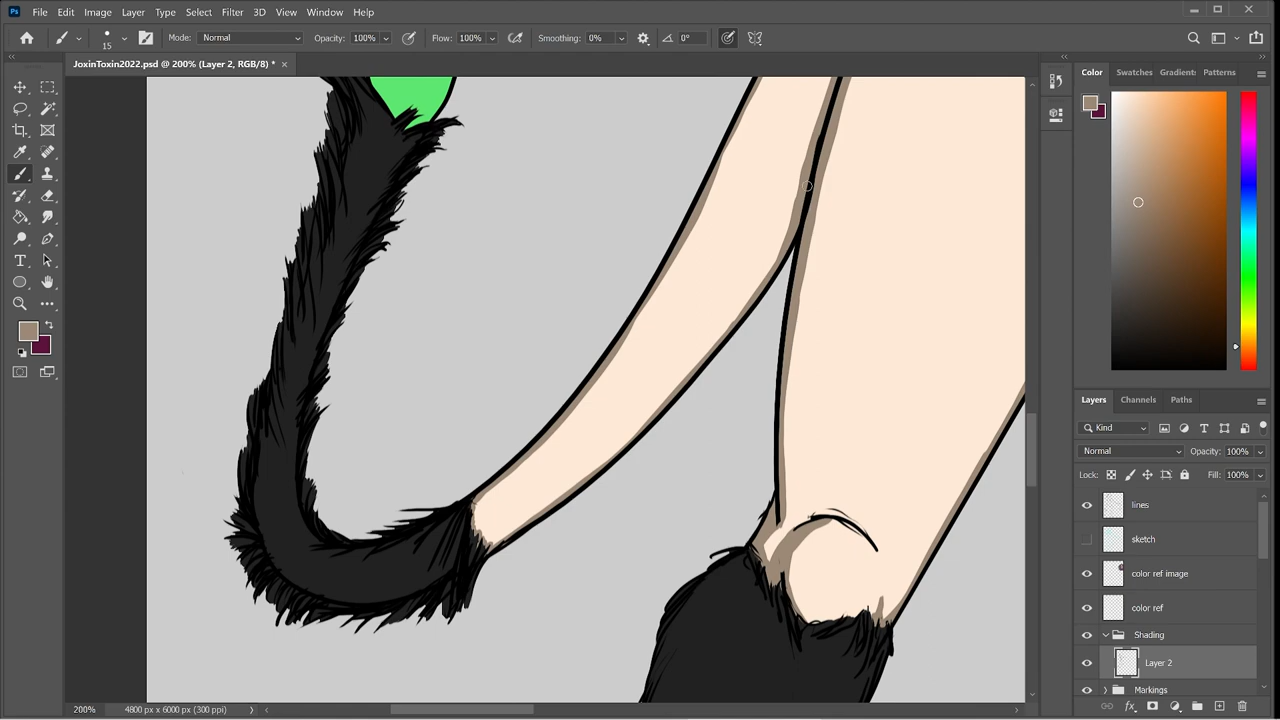 Ps File Edit Image Layer Type Select Filter 3D View Window Help
15 Mode: Normal Opacity: 100% Flow: 100% Smoothing: 0% 0°
JoxinToxin2022.psd @ 200% (Layer 2, RGB/8) *
Color Swatches Gradient: Patterns
Layers Channels Paths
Kind
Normal Opacity: 100%
Lock: Fill: 100%
lines
sketch
color ref image
color ref
Shading
Layer 2
Markings
200% 4800 px x 6000 px (300 ppi)